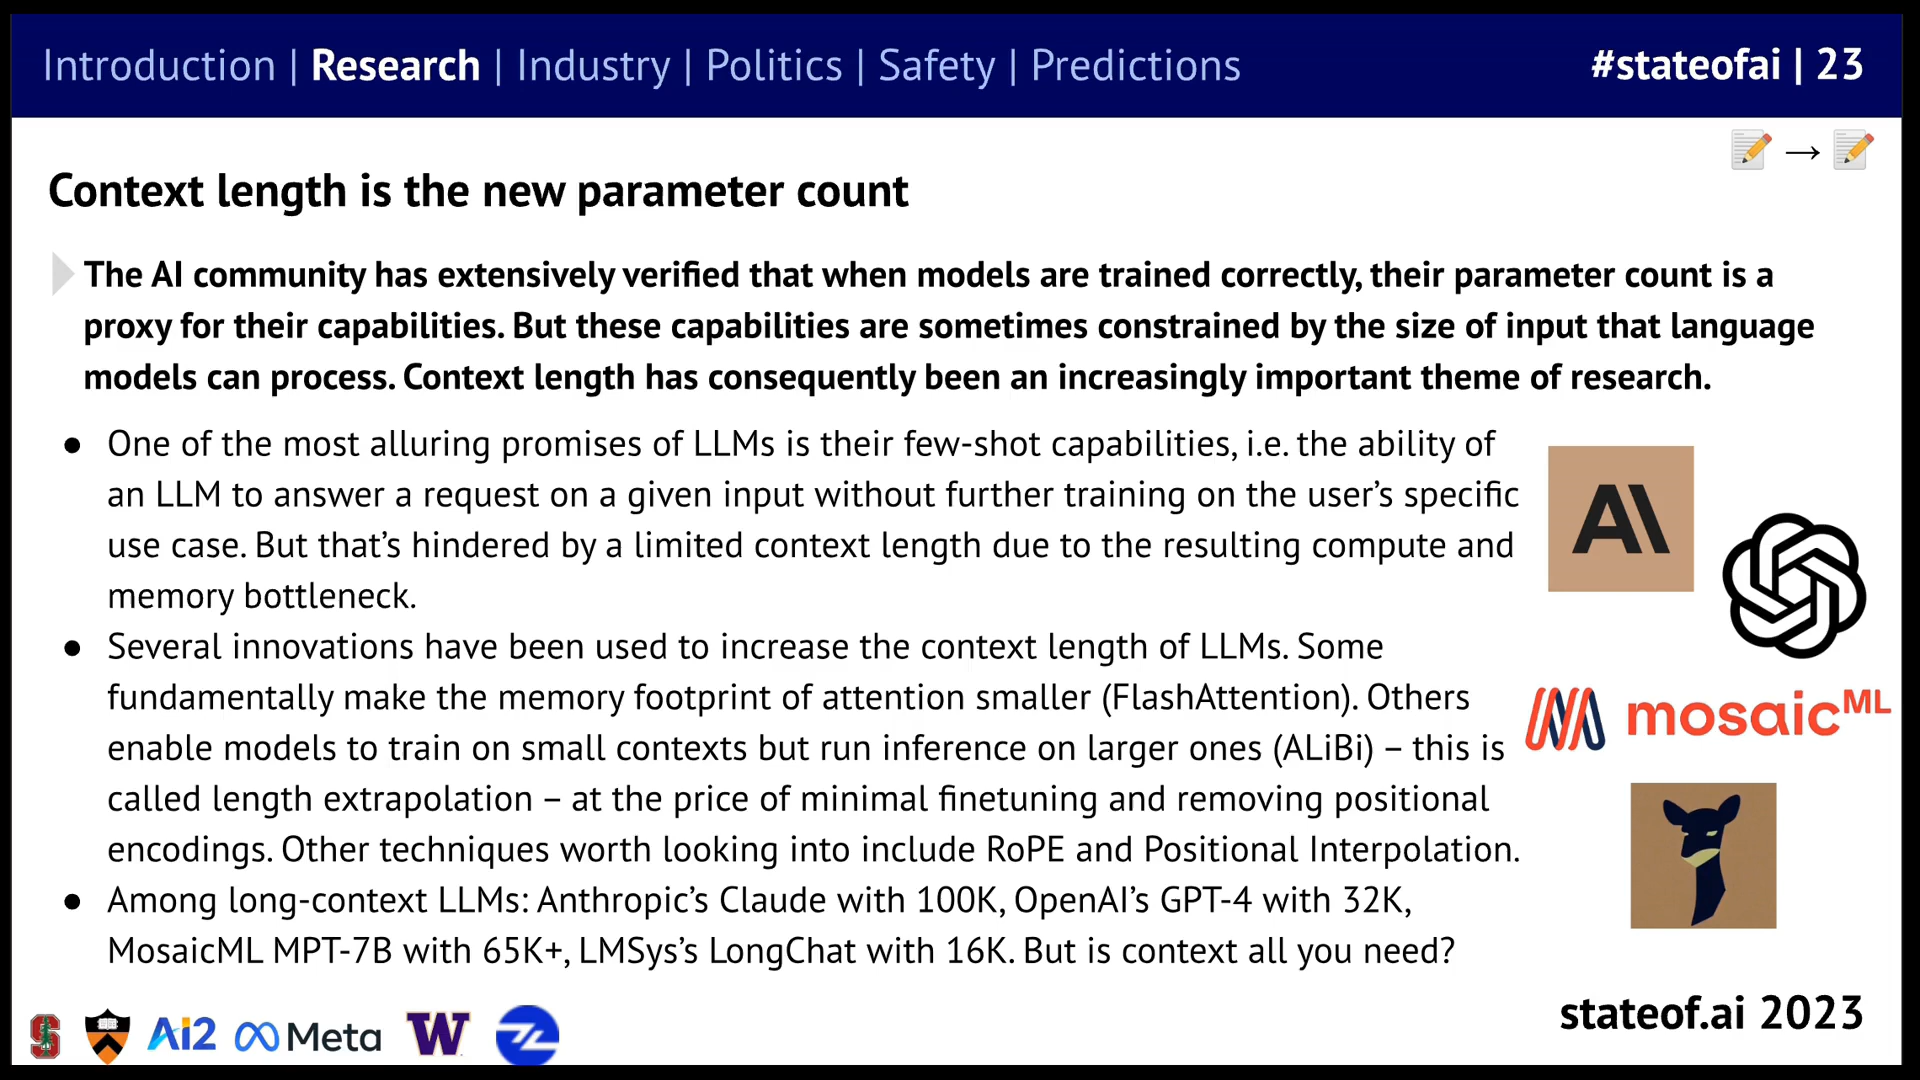 Introduction | Research | Industry | Politics | Safety | Predictions
#stateofai | 23
Context length is the new parameter count
The AI community has extensively verified that when models are trained correctly, their parameter count is a
proxy for their capabilities. But these capabilities are sometimes constrained by the size of input that language
models can process. Context length has consequently been an increasingly important theme of research.
● One of the most alluring promises of LLMs is their few-shot capabilities, i.e. the ability of
an LLM to answer a request on a given input without further training on the user’s specific
use case. But that’s hindered by a limited context length due to the resulting compute and
memory bottleneck.
● Several innovations have been used to increase the context length of LLMs. Some
fundamentally make the memory footprint of attention smaller (FlashAttention). Others
enable models to train on small contexts but run inference on larger ones (ALiBi) – this is
called length extrapolation – at the price of minimal finetuning and removing positional
encodings. Other techniques worth looking into include RoPE and Positional Interpolation.
● Among long-context LLMs: Anthropic’s Claude with 100K, OpenAI’s GPT-4 with 32K,
MosaicML MPT-7B with 65K+, LMSys’s LongChat with 16K. But is context all you need?
A\
mosaicML
S
Ai2
Meta
W
stateof.ai 2023